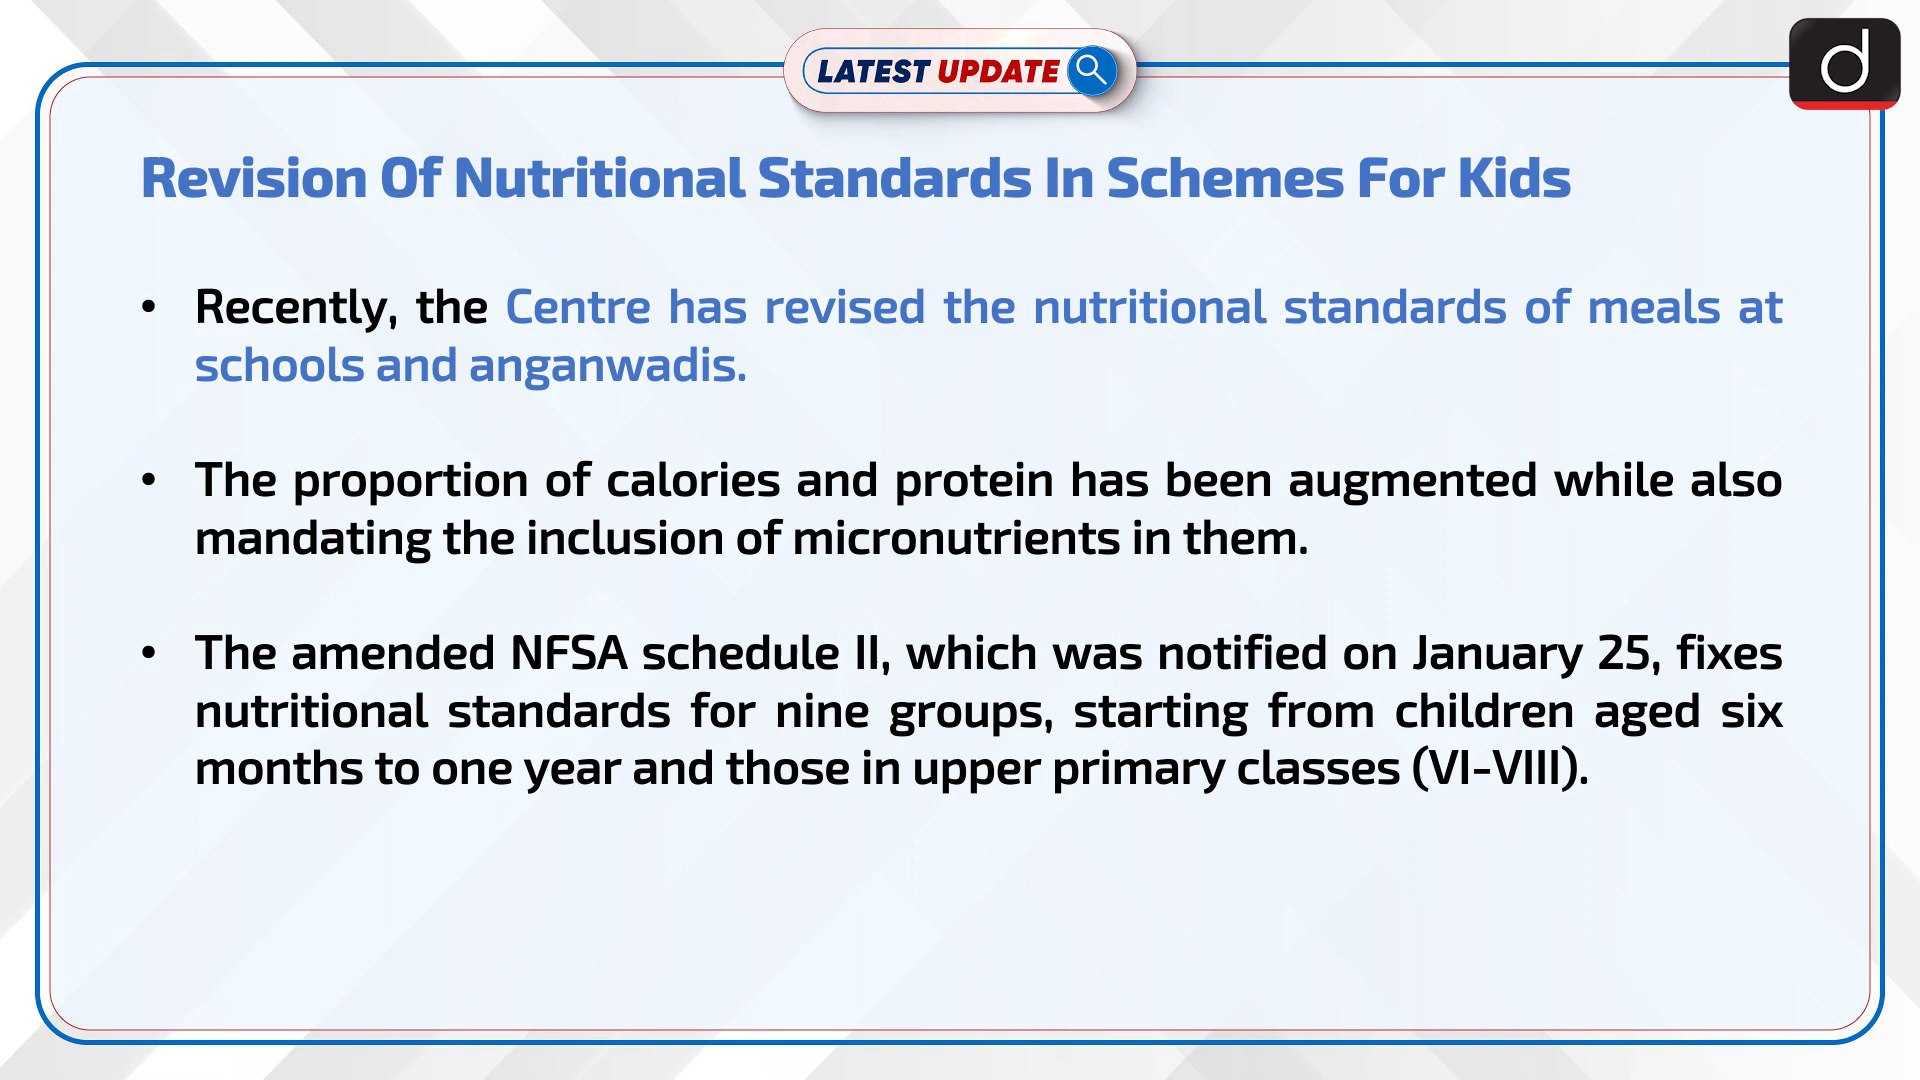 LATEST UPDATE
d
Revision Of Nutritional Standards In Schemes For Kids
• Recently, the Centre has revised the nutritional standards of meals at
schools and anganwadis.
• The proportion of calories and protein has been augmented while also
mandating the inclusion of micronutrients in them.
• The amended NFSA schedule II, which was notified on January 25, fixes
nutritional standards for nine groups, starting from children aged six
months to one year and those in upper primary classes (VI-VIII).